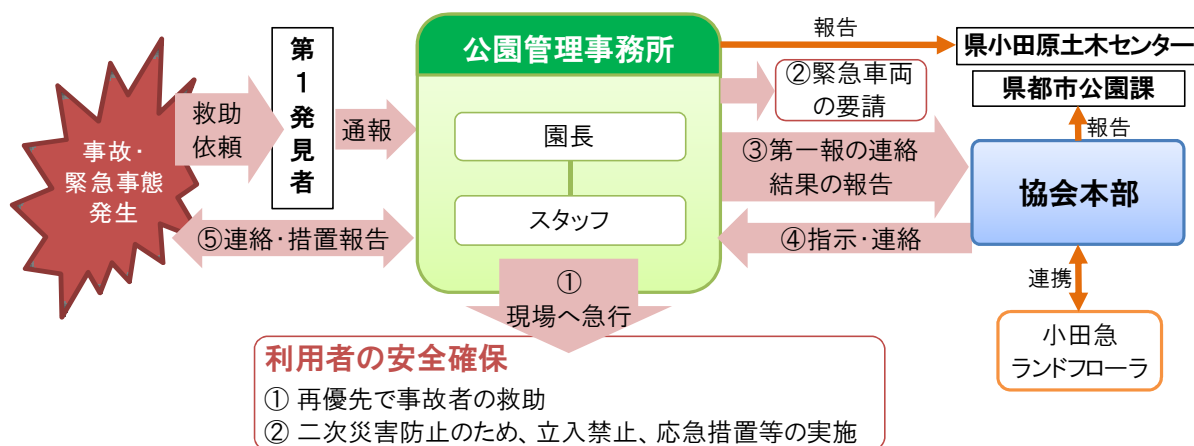 事故・
緊急事態
発生
救助
依頼
第
1
発
見
者
通報
公園管理事務所
園長
スタッフ
報告
県小田原土木センター
②緊急車両
の要請
県都市公園課
報告
③第一報の連絡
結果の報告
協会本部
⑤連絡・措置報告
④指示・連絡
連携
小田急
ランドフローラ
①
現場へ急行
利用者の安全確保
① 再優先で事故者の救助
② 二次災害防止のため、立入禁止、応急措置等の実施